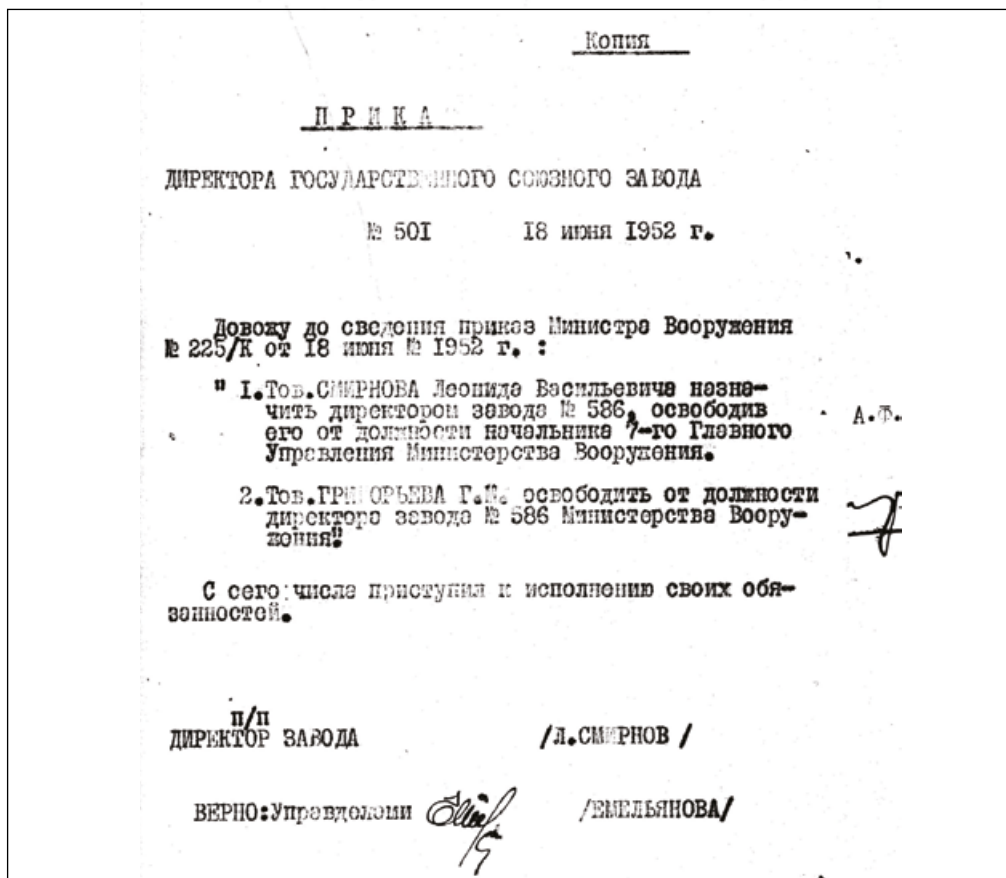 Копия
ПРИКА
ДИРЕКТОРА ГОСУДАРСТВЕННОГО СОЮЗНОГО ЗАВОДА
№ 501 18 июня 1952 г.
Довожу до сведения приказ Министра Вооружения
№ 225/К от 18 июня № 1952 г. :
" 1.Тов.СМИРНОВА Леонида Васильевича назна-
чить директором завода № 586, освободив
его от должности начальника 7-го Главного
Управления Министерства Вооружения.
А.Ф.
2.Тов.ГРИГОРЬЕВА Г.М. освободить от должности
директора завода № 586 Министерства Воору-
жения".
С сего числа приступил к исполнению своих обя-
занностей.
п/п
ДИРЕКТОР ЗАВОДА /Л.СМИРНОВ /
ВЕРНО:Управделами /ЕМЕЛЬЯНОВА/